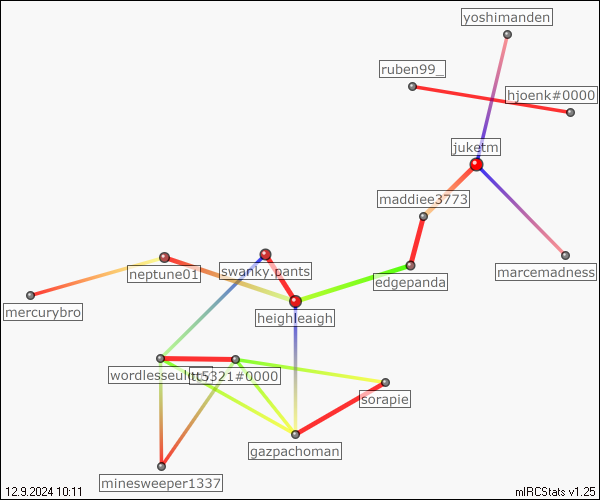 yoshimanden
ruben99_
hjoenk#0000
juketm
maddiee3773
neptune01
swanky.pants
edgepanda
marcemadness
mercurybro
heighleaigh
tt5321#0000
sorapie
gazpachoman
minesweeper1337
12.9.2024 10:11
mIRCStats v1.25